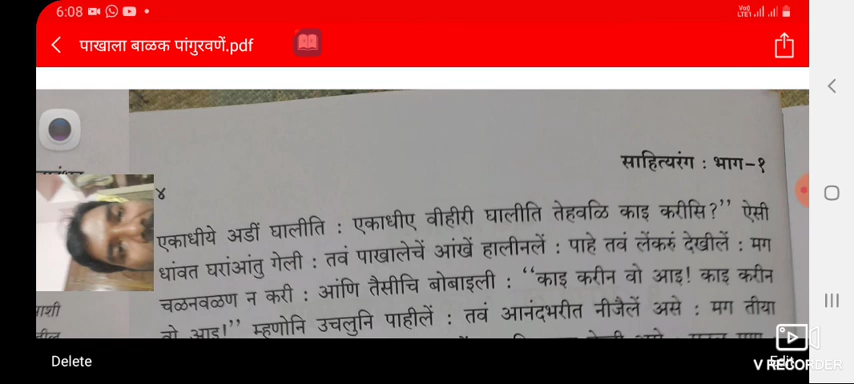 6:08
पाखाला बाळक पांगुरवणें.pdf
साहित्यरंग : भाग-१
४
एकाधीये अडीं घालीति : एकाधीए वीहीरी घालीति तेहवळि काइ करीसि?” ऐसी
धांवत घरांआंतु गेली : तवं पाखालेचें आंखें हालीनलें : पाहे तवं लेंकरुं देखीलें : मग
चळनवळण न करी : आंणि तैसीचि बोबाइली : “काइ करीन वो आइ! काइ करीन
वो आइ!” म्हणोनि उचलुनि पाहीलें : तवं आनंदभरीत नीजैलें असे : मग तीया
Delete
Edit
V RECORDER